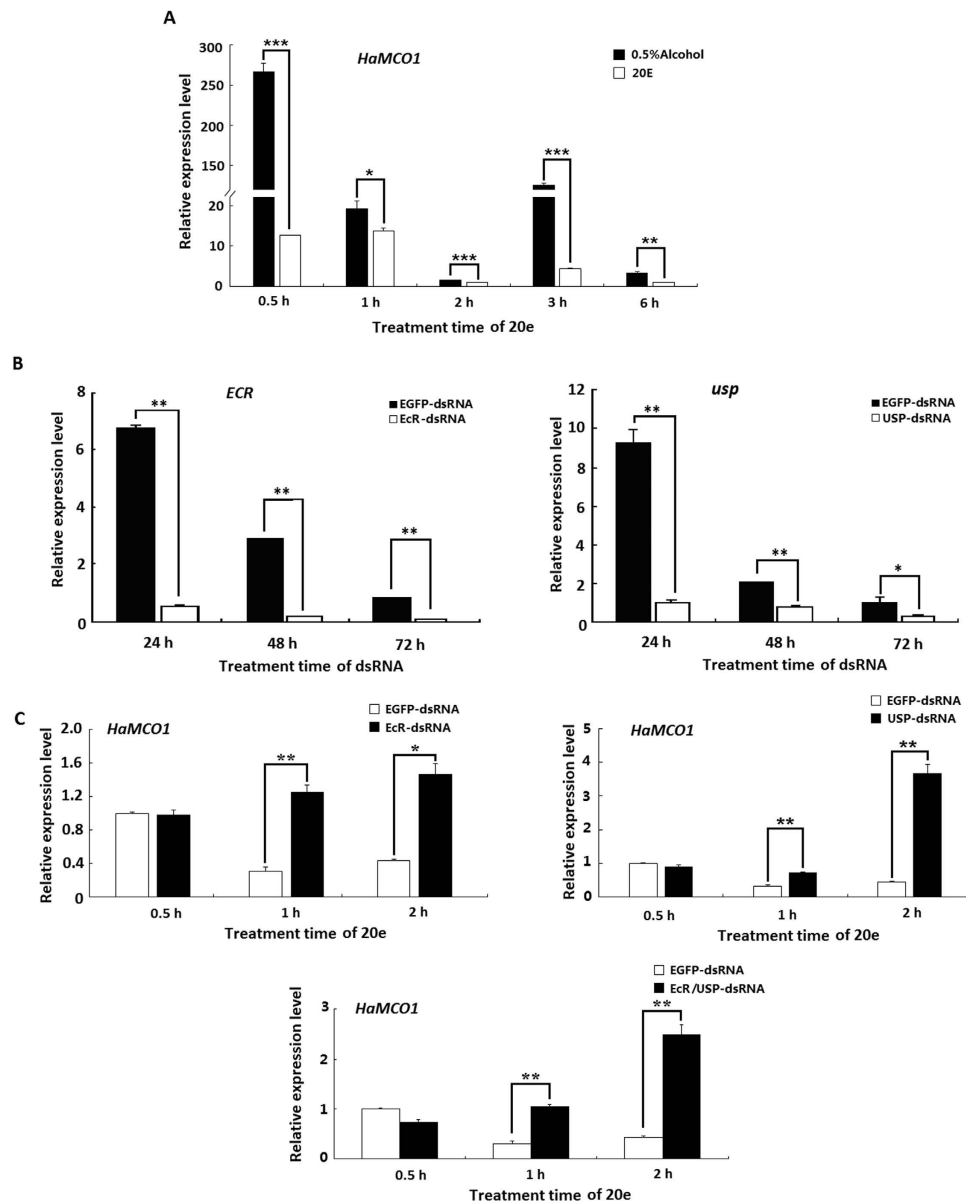 A
HaMCO1
0.5%Alcohol
20E
Relative expression level
300
250
200
150
100
20
10
0
***
*
***
***
**
0.5 h 1 h 2 h 3 h 6 h
Treatment time of 20e
B
ECR
EGFP-dsRNA
EcR-dsRNA
Relative expression level
8
6
4
2
0
**
**
**
24 h 48 h 72 h
Treatment time of dsRNA
usp
EGFP-dsRNA
USP-dsRNA
Relative expression level
12
10
8
6
4
2
0
**
**
*
24 h 48 h 72 h
Treatment time of dsRNA
C
HaMCO1
EGFP-dsRNA
EcR-dsRNA
Relative expression level
2.0
1.6
1.2
0.8
0.4
0
**
*
0.5 h 1 h 2 h
Treatment time of 20e
HaMCO1
EGFP-dsRNA
USP-dsRNA
Relative expression level
5
4
3
2
1
0
**
**
0.5 h 1 h 2 h
Treatment time of 20e
HaMCO1
EGFP-dsRNA
EcR/USP-dsRNA
Relative expression level
3
2
1
0
**
**
0.5 h 1 h 2 h
Treatment time of 20e